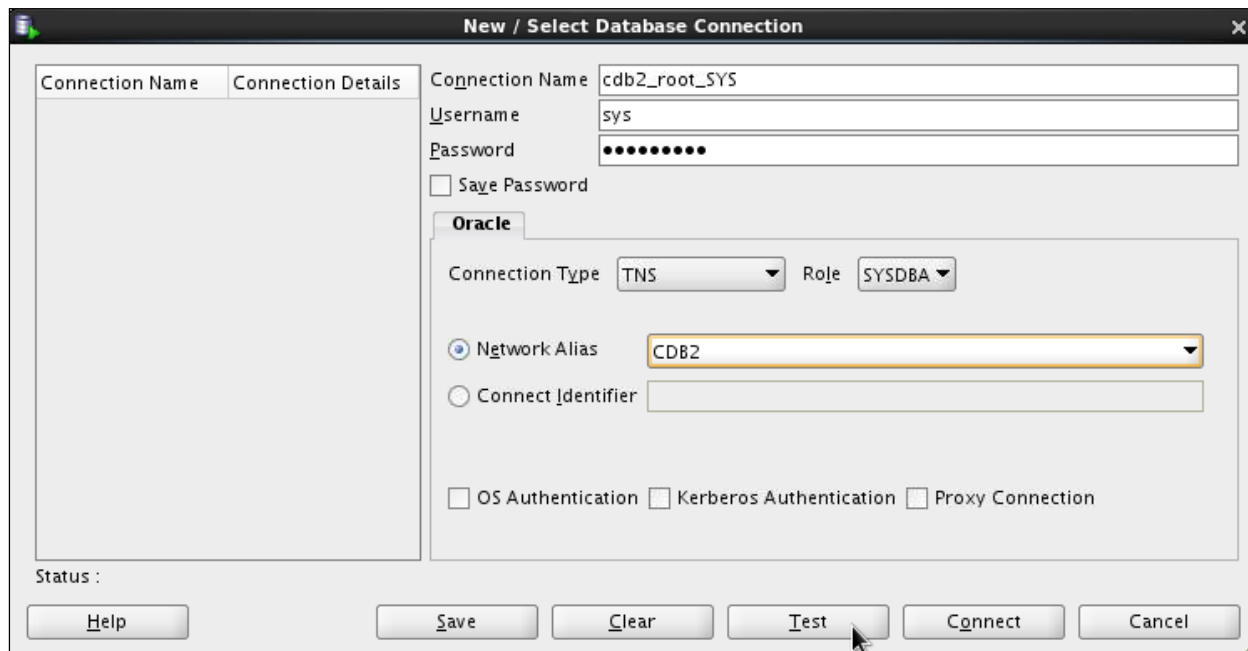 New / Select Database Connection
Connection Name Connection Details
Connection Name cdb2_root_SYS
Username sys
Password •••••••••
Save Password
Oracle
Connection Type TNS Role SYSDBA
Network Alias CDB2
Connect Identifier
OS Authentication Kerberos Authentication Proxy Connection
Status :
Help Save Clear Test Connect Cancel